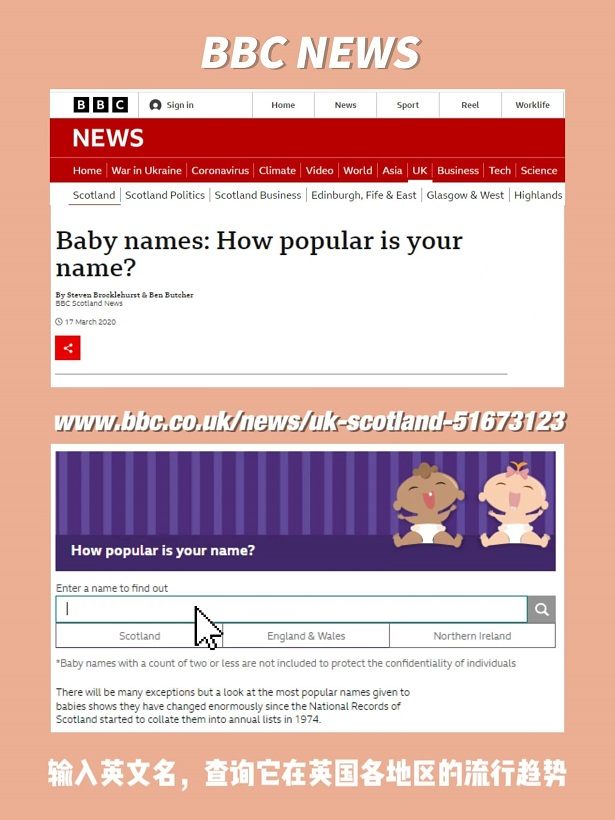 BBC NEWS
BBC Sign in Home News Sport Reel Worklife
NEWS
Home War in Ukraine Coronavirus Climate Video World Asia UK Business Tech Science
Scotland Scotland Politics Scotland Business Edinburgh, Fife & East Glasgow & West Highlands
Baby names: How popular is your
name?
By Steven Brocklehurst & Ben Butcher
BBC Scotland News
17 March 2020
www.bbc.co.uk/news/uk-scotland-51673123
How popular is your name?
Enter a name to find out
Scotland England & Wales Northern Ireland
*Baby names with a count of two or less are not included to protect the confidentiality of individuals
There will be many exceptions but a look at the most popular names given to
babies shows they have changed enormously since the National Records of
Scotland started to collate them into annual lists in 1974.
输入英文名，查询它在英国各地区的流行趋势